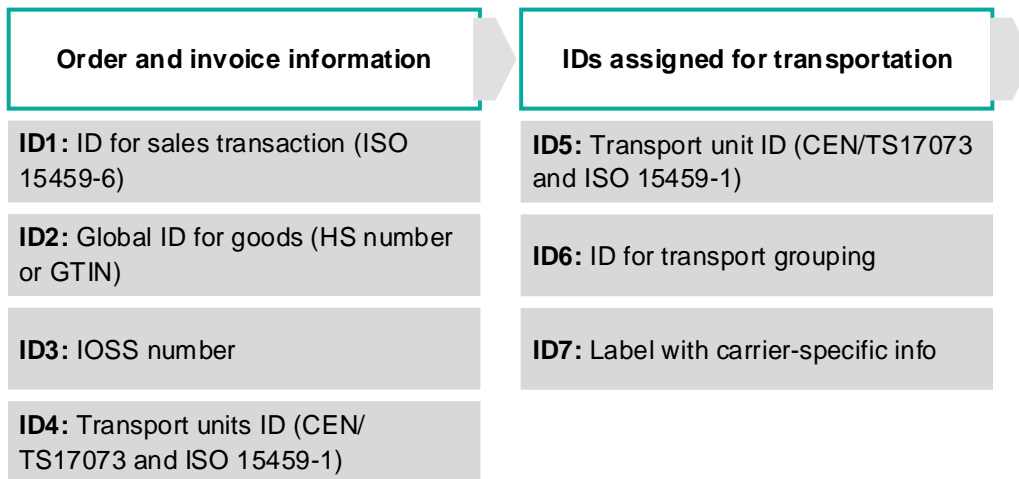 Order and invoice information
ID1: ID for sales transaction (ISO
15459-6)
ID2: Global ID for goods (HS number
or GTIN)
ID3: IOSS number
ID4: Transport units ID (CEN/
TS17073 and ISO 15459-1)
IDs assigned for transportation
ID5: Transport unit ID (CEN/TS17073
and ISO 15459-1)
ID6: ID for transport grouping
ID7: Label with carrier-specific info